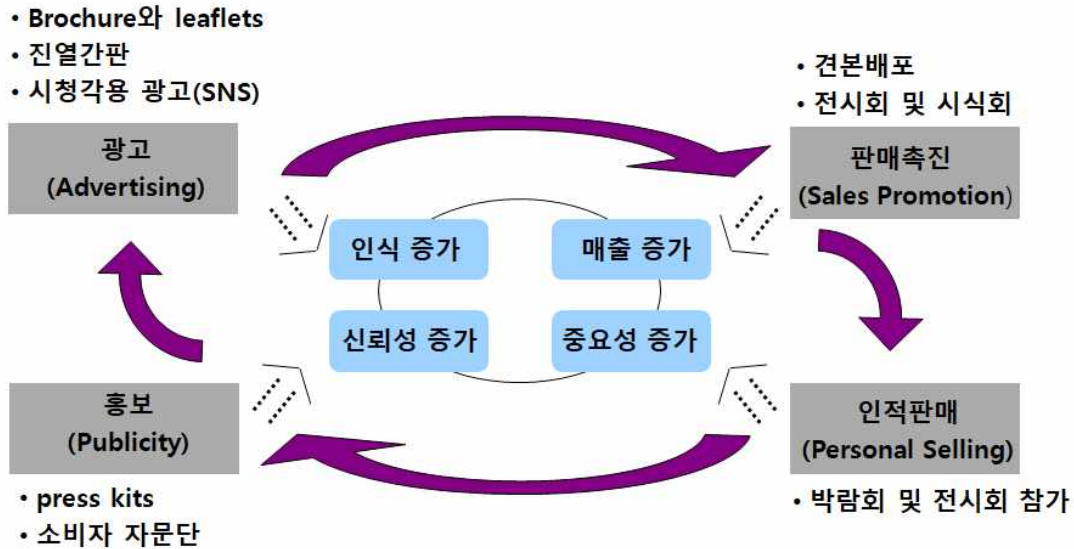 • Brochure와 leaflets
• 진열간판
• 시청각용 광고(SNS)
광고
(Advertising)
• 견본배포
• 전시회 및 시식회
판매촉진
(Sales Promotion)
인식 증가
매출 증가
신뢰성 증가
중요성 증가
홍보
(Publicity)
• press kits
• 소비자 자문단
인적판매
(Personal Selling)
• 박람회 및 전시회 참가